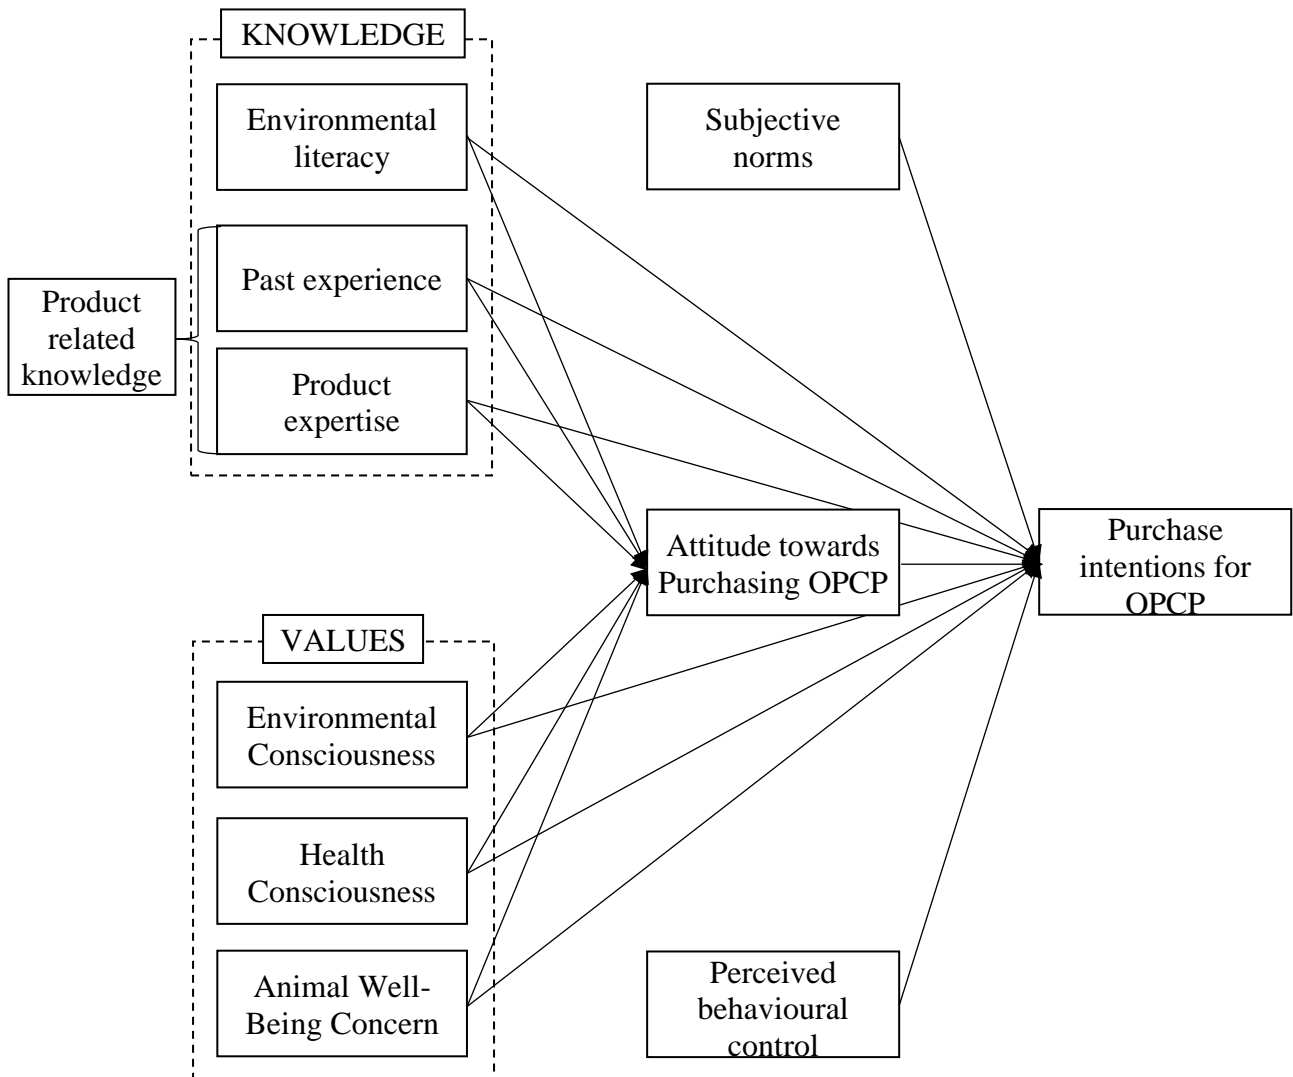 KNOWLEDGE
Environmental
literacy
Subjective
norms
Past experience
Product
related
knowledge
Product
expertise
Attitude towards
Purchasing OPCP
Purchase
intentions for
OPCP
VALUES
Environmental
Consciousness
Health
Consciousness
Animal Well-
Being Concern
Perceived
behavioural
control